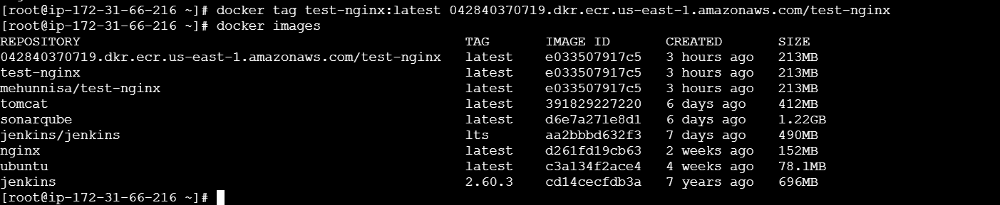 [root@ip-172-31-66-216 ~]# docker tag test-nginx:latest 042840370719.dkr.ecr.us-east-1.amazonaws.com/test-nginx
[root@ip-172-31-66-216 ~]# docker images
REPOSITORY TAG IMAGE ID CREATED SIZE
042840370719.dkr.ecr.us-east-1.amazonaws.com/test-nginx latest e033507917c5 3 hours ago 213MB
test-nginx latest e033507917c5 3 hours ago 213MB
mehunnisa/test-nginx latest e033507917c5 3 hours ago 213MB
tomcat latest 391829227220 6 days ago 412MB
sonarqube latest d6e7a271e8d1 6 days ago 1.22GB
jenkins/jenkins lts aa2bbbd632f3 7 days ago 490MB
nginx latest d261fd19cb63 2 weeks ago 152MB
ubuntu latest c3a134f2ace4 4 weeks ago 78.1MB
jenkins 2.60.3 cd14cecfdb3a 7 years ago 696MB
[root@ip-172-31-66-216 ~]#